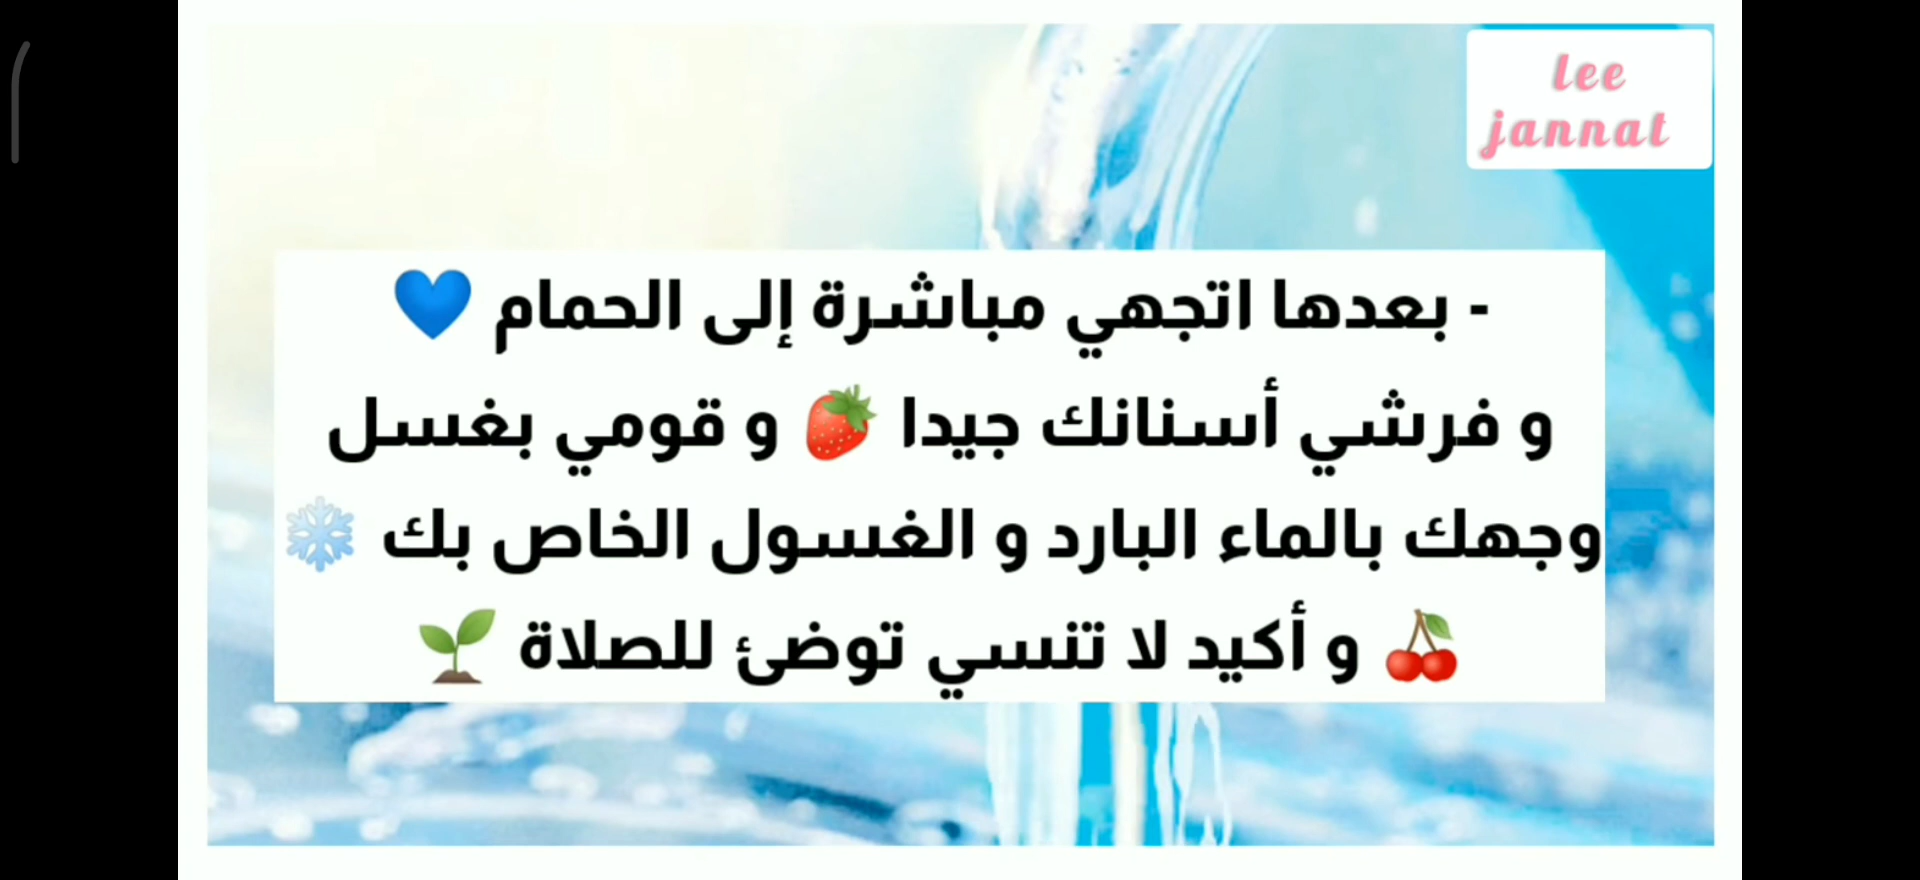 lee
jannat
- بعدها اتجهي مباشرة إلى الحمام 💙
و فرشي أسنانك جيدا 🍓 و قومي بغسل
وجهك بالماء البارد و الغسول الخاص بك ❄️
🍒 و أكيد لا تنسي توضئ للصلاة 🌱